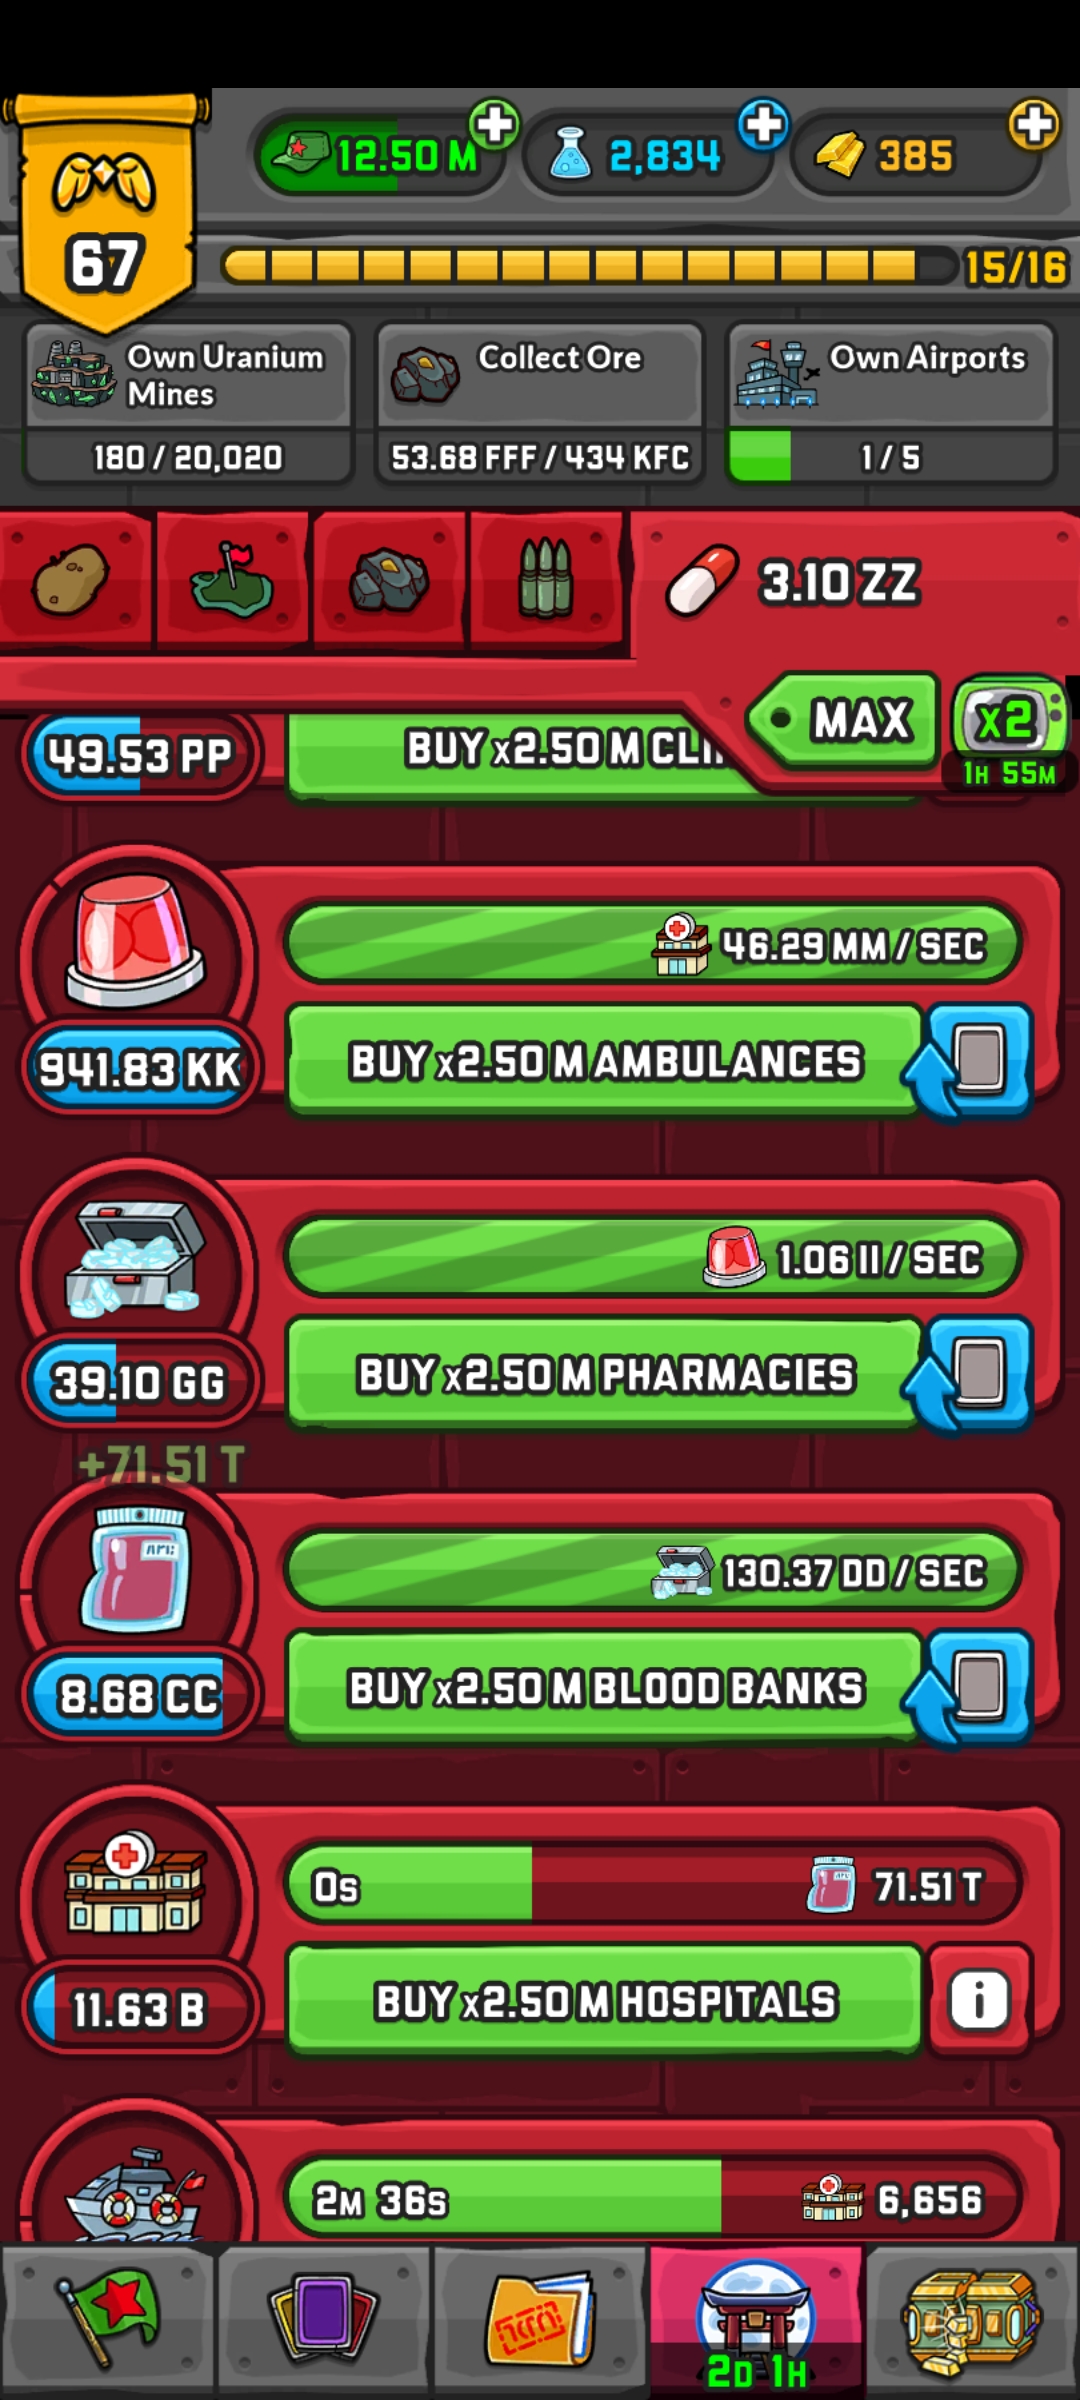 12.50 M
2,834
385
67
15/16
Own Uranium
Mines
180 / 20,020
Collect Ore
53.68 FFF / 434 KFC
Own Airports
1 / 5
3.10 ZZ
MAX
x2
1H 55M
49.53 PP
BUY x2.50 M
46.29 MM / SEC
941.83 KK
BUY x2.50 M AMBULANCES
1.06 II / SEC
39.10 GG
BUY x2.50 M PHARMACIES
+71.51 T
130.37 DD / SEC
8.68 CC
BUY x2.50 M BLOOD BANKS
0s
71.51 T
11.63 B
BUY x2.50 M HOSPITALS
i
2M 36s
6,656
2D 1H